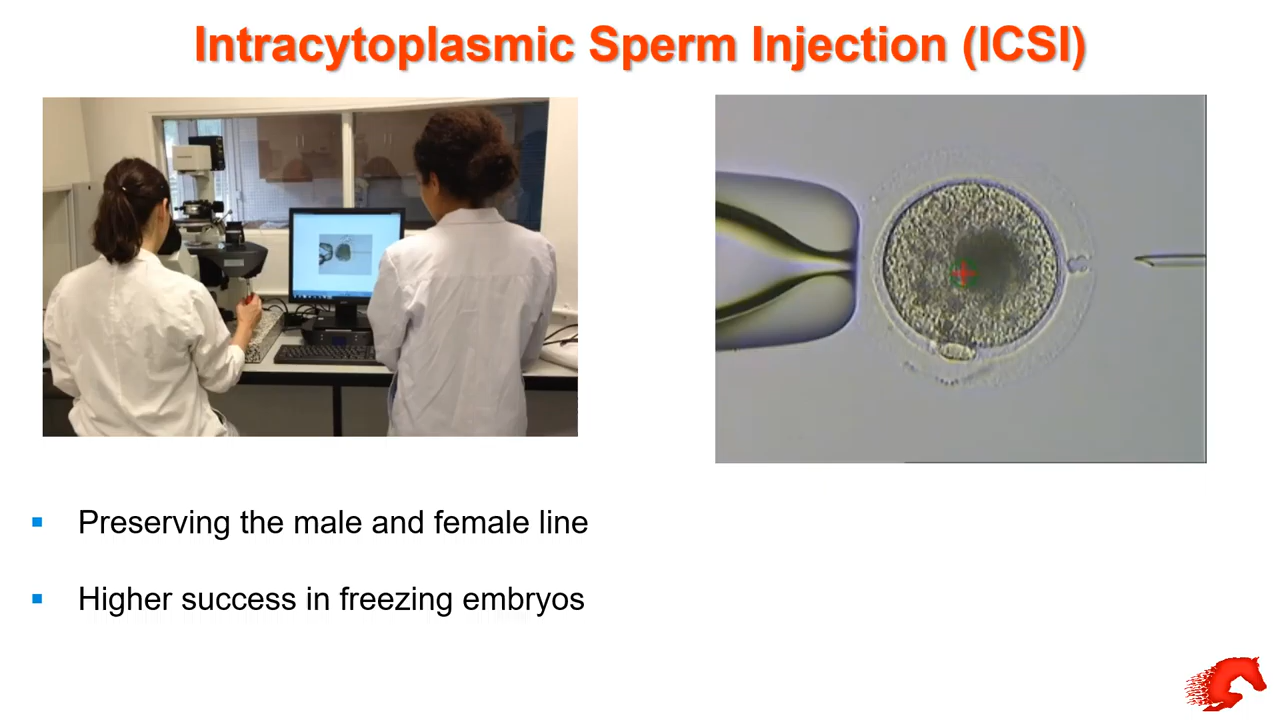 Intracytoplasmic Sperm Injection (ICSI)
Preserving the male and female line
Higher success in freezing embryos